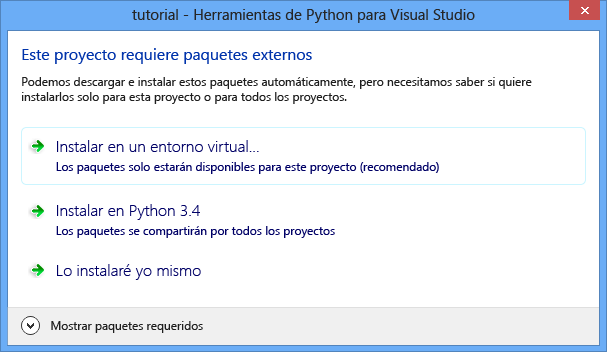 tutorial - Herramientas de Python para Visual Studio
Este proyecto requiere paquetes externos
Podemos descargar e instalar estos paquetes automáticamente, pero necesitamos saber si quiere
instalarlos solo para esta proyecto o para todos los proyectos.
Instalar en un entorno virtual...
Los paquetes solo estarán disponibles para este proyecto (recomendado)
Instalar en Python 3.4
Los paquetes se compartirán por todos los proyectos
Lo instalaré yo mismo
Mostrar paquetes requeridos